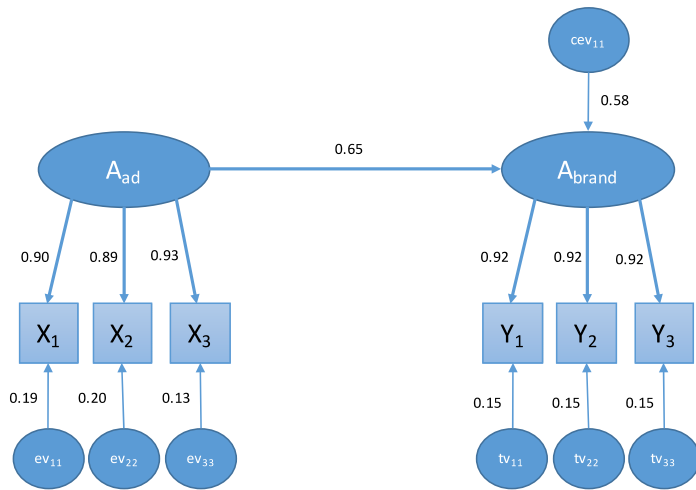 cev₁₁
0.58
0.65
A_ad
A_brand
0.90 0.89 0.93 0.92 0.92 0.92
X₁ X₂ X₃ Y₁ Y₂ Y₃
0.19 0.20 0.13 0.15 0.15 0.15
ev₁₁ ev₂₂ ev₃₃ tv₁₁ tv₂₂ tv₃₃